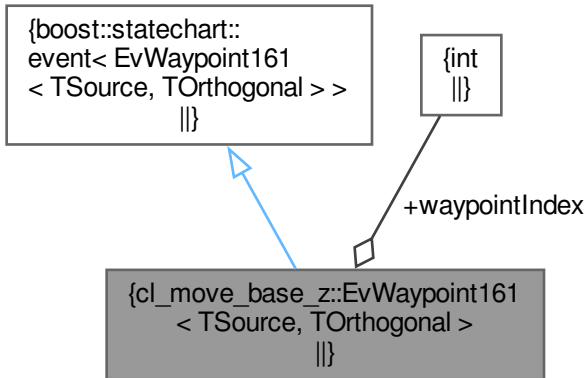 {boost::statechart::
event< EvWaypoint161
< TSource, TOrthogonal > >
||}
{int
||}
+waypointIndex
{cl_move_base_z::EvWaypoint161
< TSource, TOrthogonal >
||}